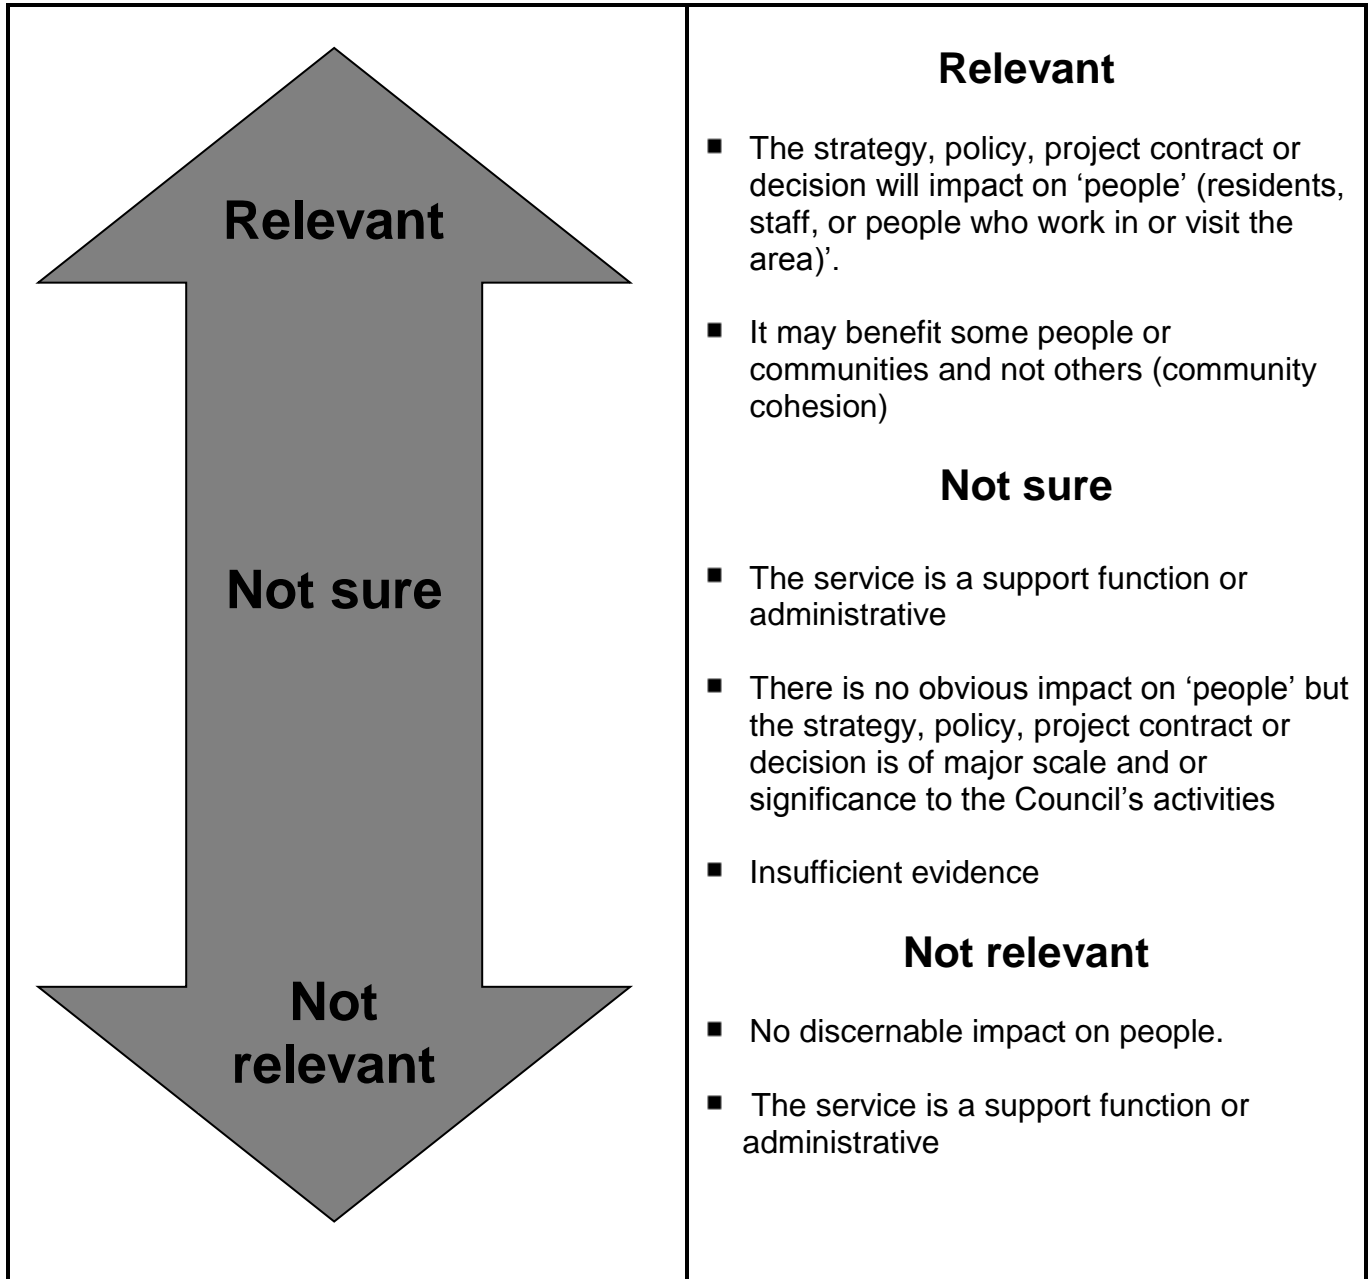 Relevant
Not sure
Not
relevant
Relevant
■ The strategy, policy, project contract or
decision will impact on ‘people’ (residents,
staff, or people who work in or visit the
area)’.
■ It may benefit some people or
communities and not others (community
cohesion)
Not sure
■ The service is a support function or
administrative
■ There is no obvious impact on ‘people’ but
the strategy, policy, project contract or
decision is of major scale and or
significance to the Council’s activities
■ Insufficient evidence
Not relevant
■ No discernable impact on people.
■ The service is a support function or
administrative